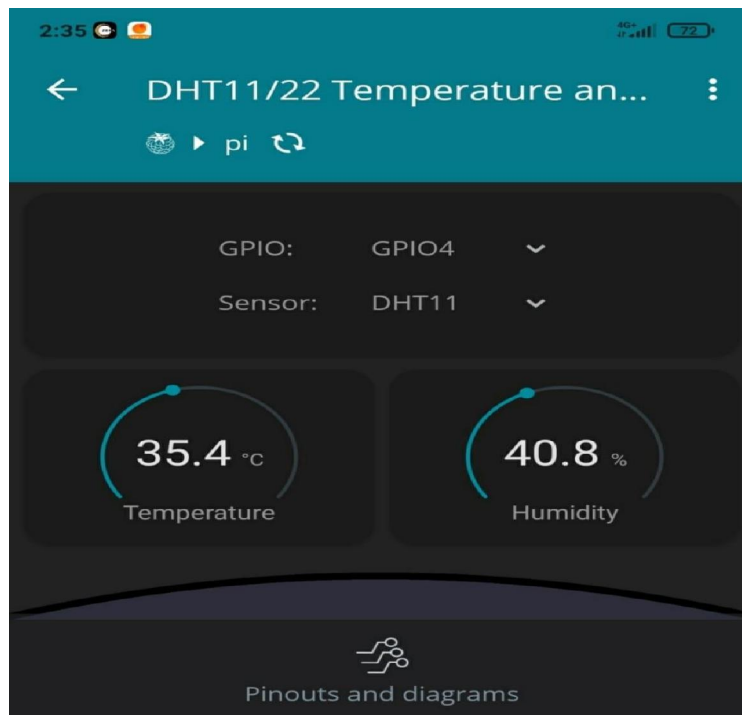 2:35
4G+ 72
DHT11/22 Temperature an...
pi
GPIO: GPIO4
Sensor: DHT11
35.4 °C
Temperature
40.8 %
Humidity
Pinouts and diagrams